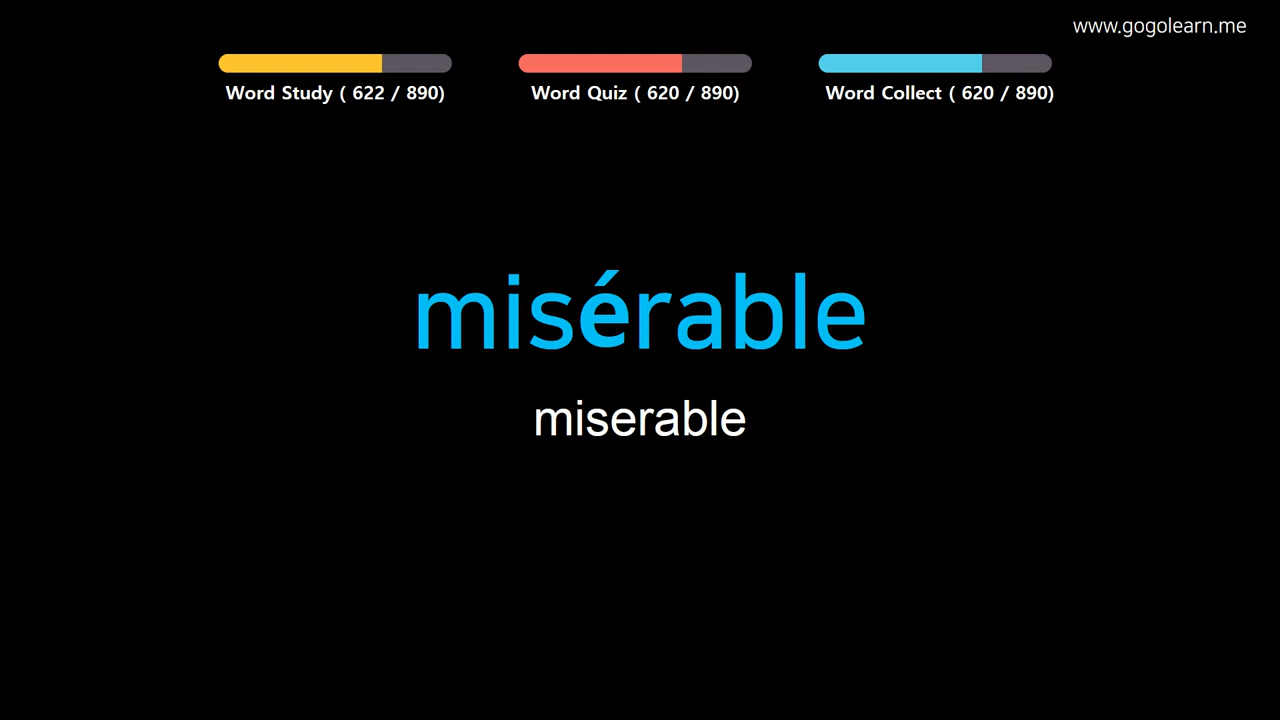 www.gogolearn.me
Word Study ( 622 / 890)
Word Quiz ( 620 / 890)
Word Collect ( 620 / 890)
misérable
miserable